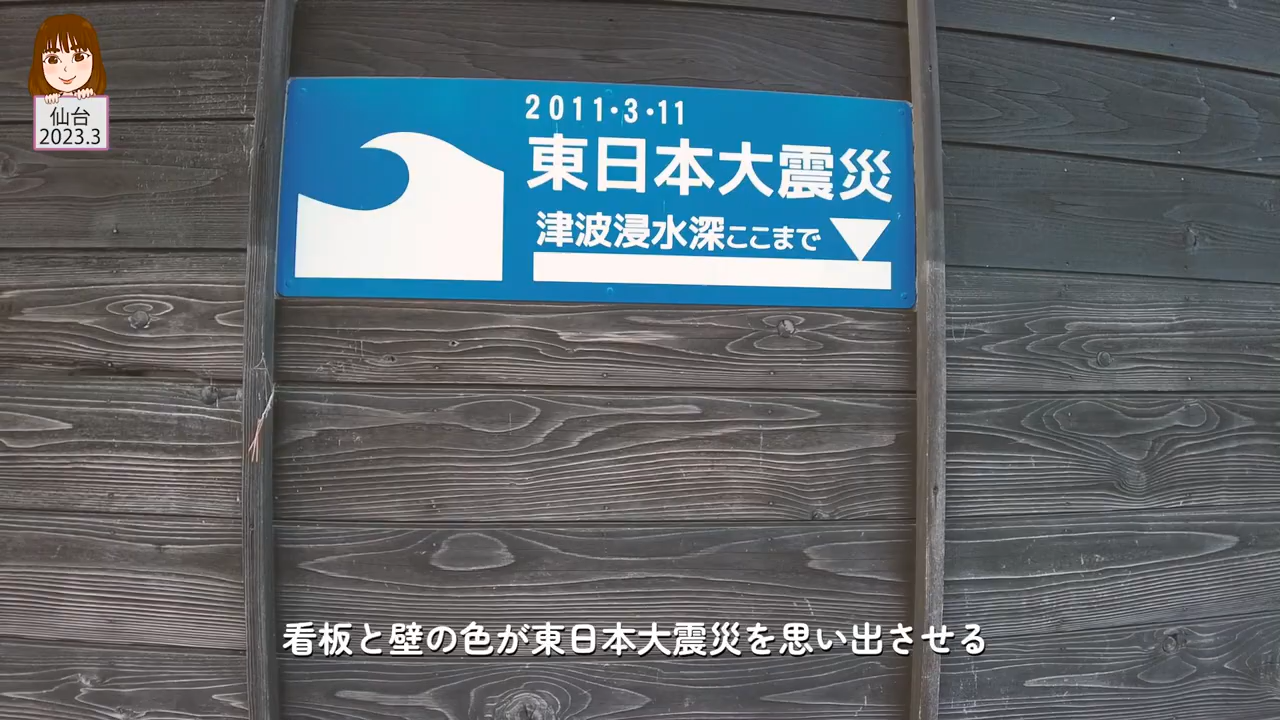 仙台
2023.3
2011・3・11
東日本大震災
津波浸水深ここまで
看板と壁の色が東日本大震災を思い出させる